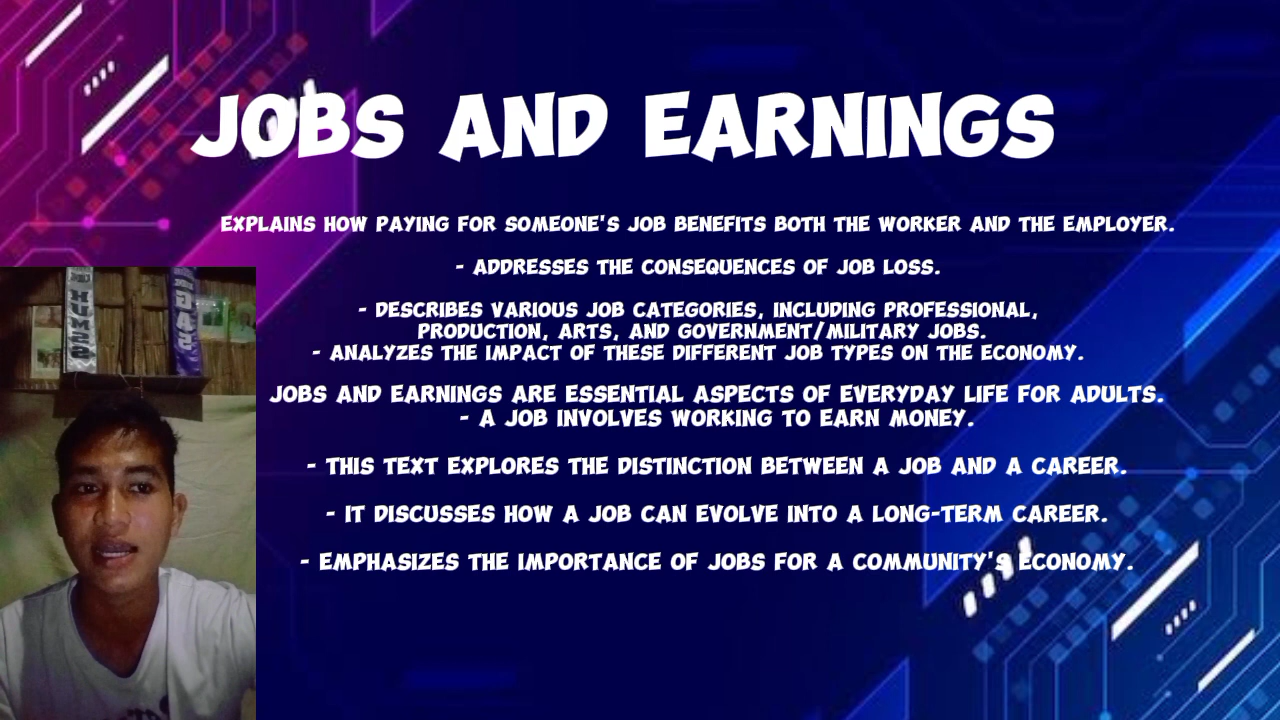 JOBS AND EARNINGS
EXPLAINS HOW PAYING FOR SOMEONE'S JOB BENEFITS BOTH THE WORKER AND THE EMPLOYER.
- ADDRESSES THE CONSEQUENCES OF JOB LOSS.
- DESCRIBES VARIOUS JOB CATEGORIES, INCLUDING PROFESSIONAL,
PRODUCTION, ARTS, AND GOVERNMENT/MILITARY JOBS.
- ANALYZES THE IMPACT OF THESE DIFFERENT JOB TYPES ON THE ECONOMY.
JOBS AND EARNINGS ARE ESSENTIAL ASPECTS OF EVERYDAY LIFE FOR ADULTS.
- A JOB INVOLVES WORKING TO EARN MONEY.
- THIS TEXT EXPLORES THE DISTINCTION BETWEEN A JOB AND A CAREER.
- IT DISCUSSES HOW A JOB CAN EVOLVE INTO A LONG-TERM CAREER.
- EMPHASIZES THE IMPORTANCE OF JOBS FOR A COMMUNITY'S ECONOMY.